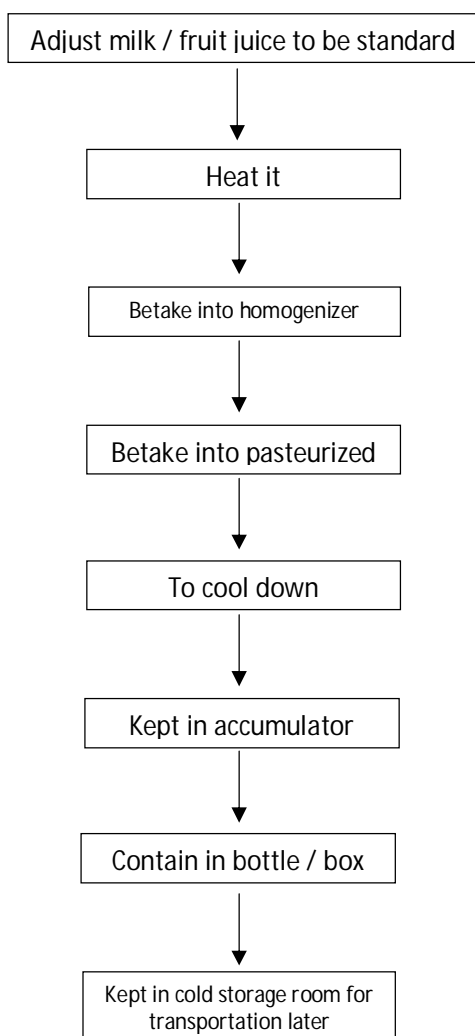 Adjust milk / fruit juice to be standard
Heat it
Betake into homogenizer
Betake into pasteurized
To cool down
Kept in accumulator
Contain in bottle / box
Kept in cold storage room for
transportation later